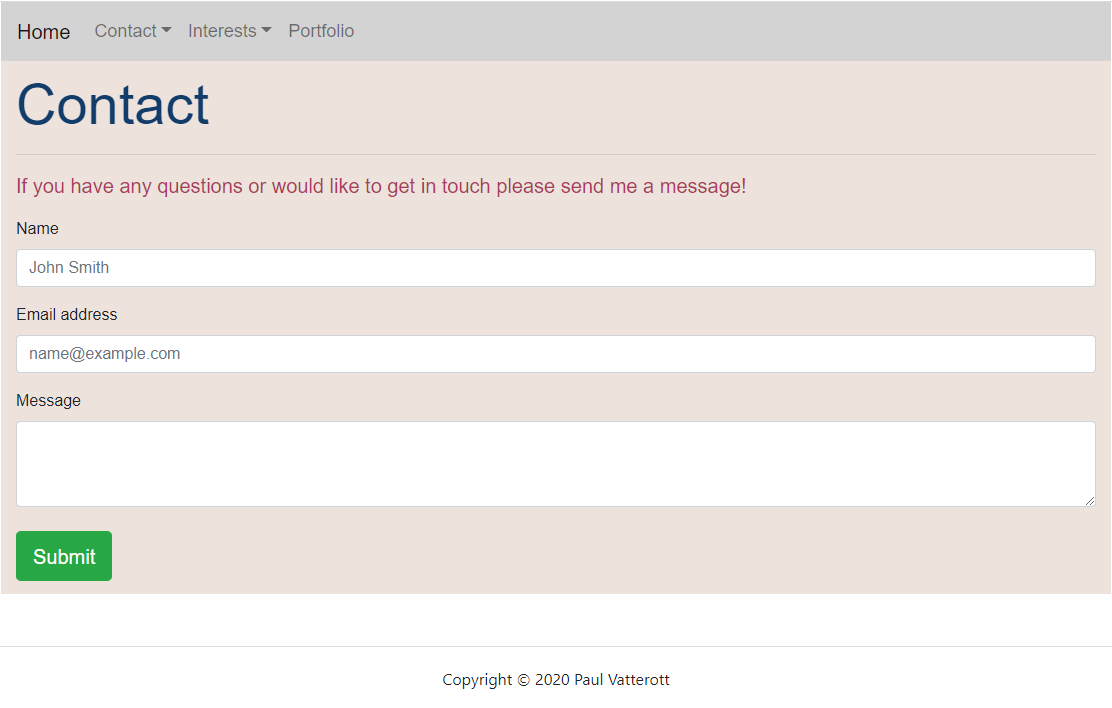 Home Contact Interests Portfolio
Contact
If you have any questions or would like to get in touch please send me a message!
Name
John Smith
Email address
name@example.com
Message
Submit
Copyright © 2020 Paul Vatterott